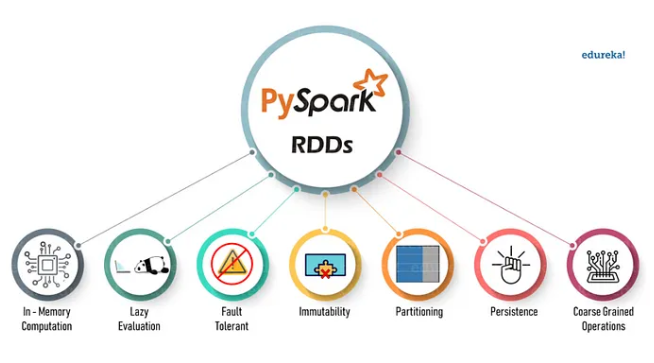 edureka!
PySpark
RDDs
In - Memory
Computation
Lazy
Evaluation
Fault
Tolerant
Immutability
Partitioning
Persistence
Coarse Grained
Operations